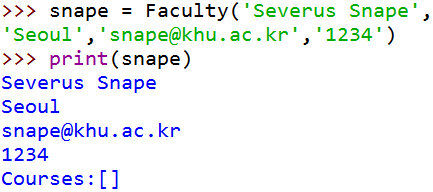 >>> snape = Faculty('Severus Snape',
'Seoul','snape@khu.ac.kr','1234')
>>> print(snape)
Severus Snape
Seoul
snape@khu.ac.kr
1234
Courses:[]